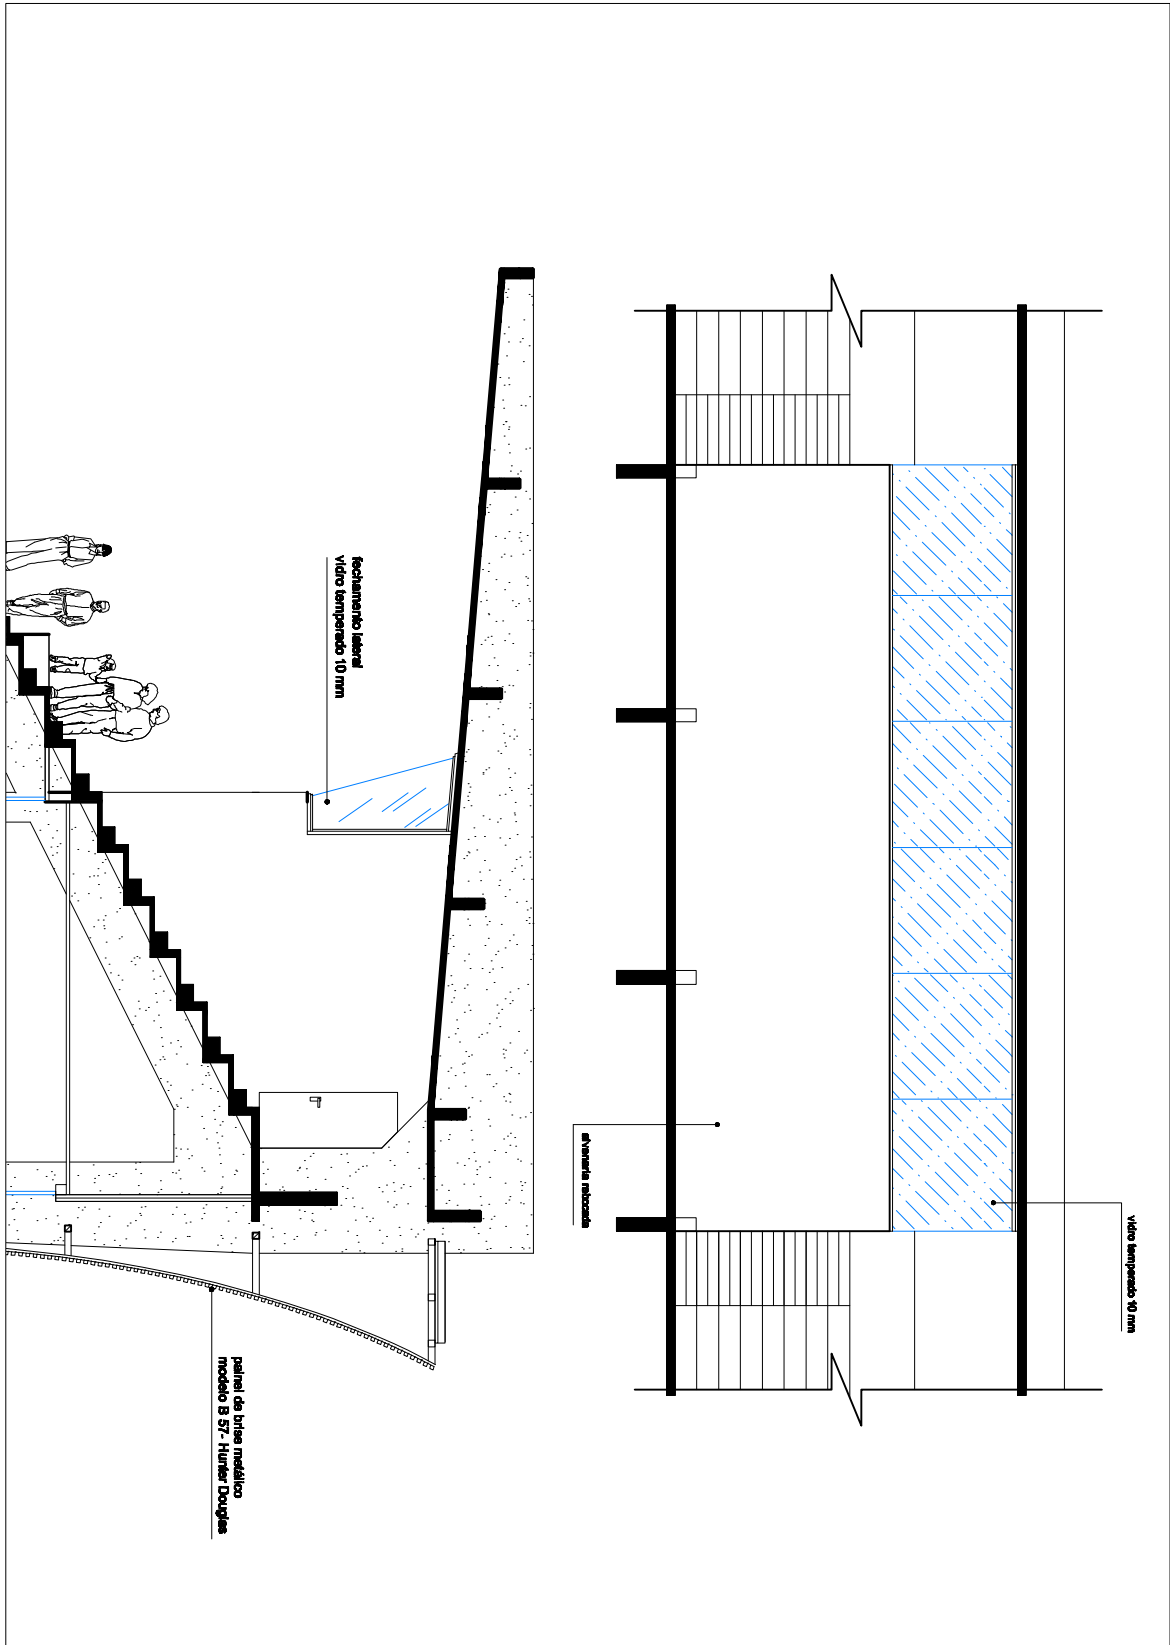 fechamento lateral
vidro temperado 10 mm
vidro temperado 10 mm
alvenaria rebocada
painel de brise metálico
modelo B 57 - Hunter Douglas